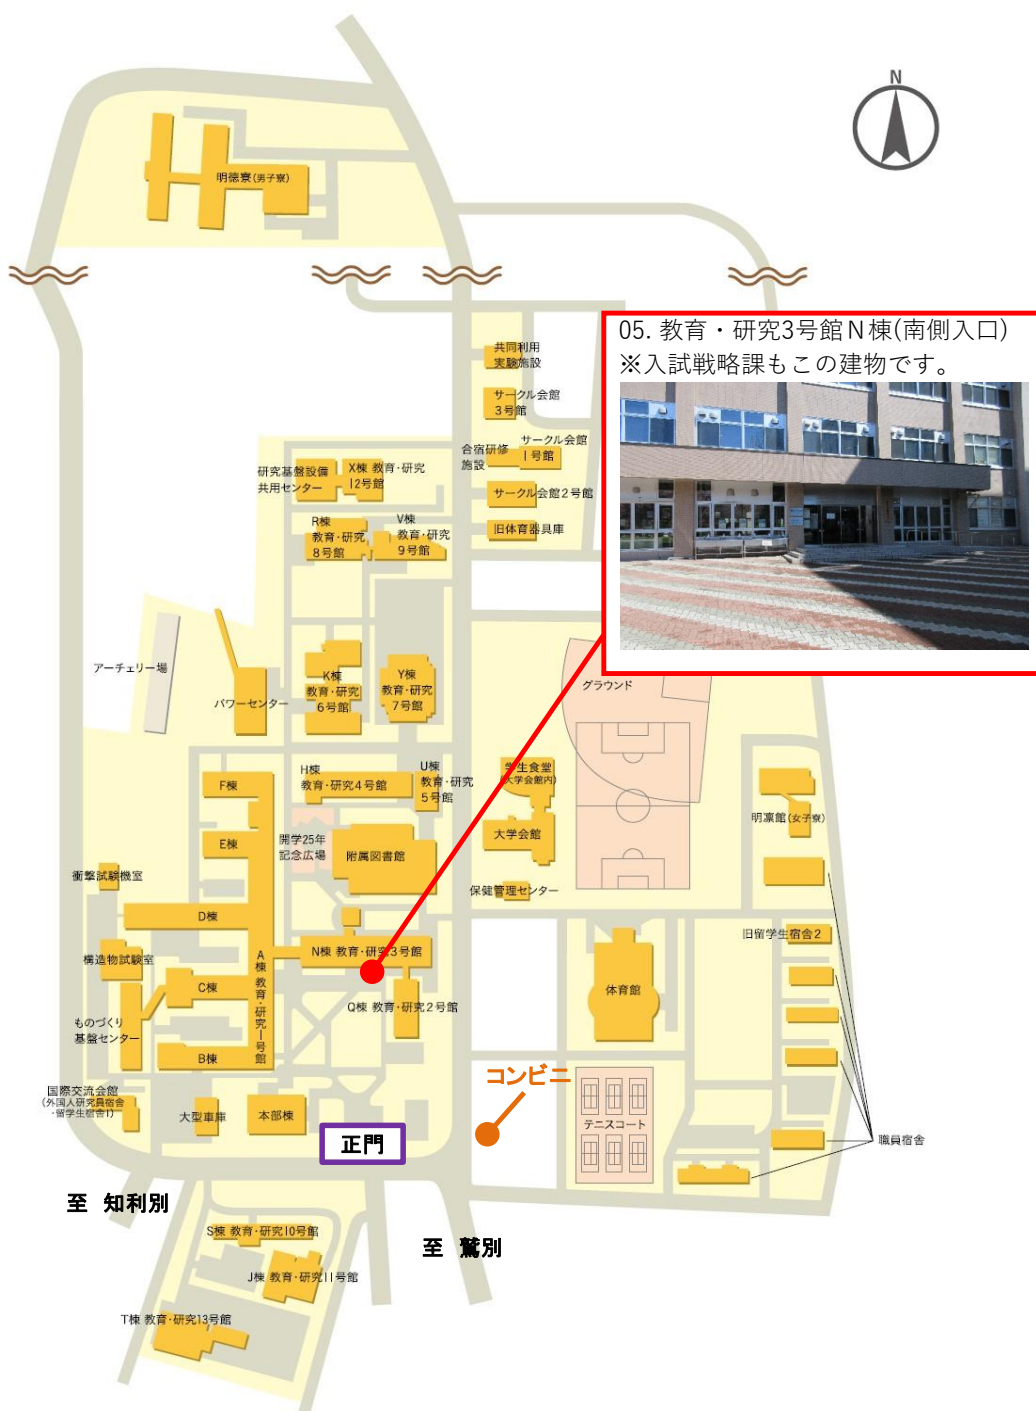 N
明徳寮(男子寮)
05. 教育・研究3号館N棟(南側入口)
※入試戦略課もこの建物です。
共同利用
実験施設
サークル会館
3号館
サークル会館
1号館
合宿研修
施設
サークル会館2号館
旧体育器具庫
研究基盤設備
共用センター
X棟 教育・研究
12号館
R棟
教育・研究
8号館
V棟
教育・研究
9号館
アーチェリー場
パワーセンター
K棟
教育・研究
6号館
Y棟
教育・研究
7号館
グラウンド
F棟
H棟
教育・研究4号館
U棟
教育・研究
5号館
学生食堂
(大学会館内)
E棟
開学25年
記念広場
附属図書館
大学会館
明凛館(女子寮)
衝撃試験機室
保健管理センター
D棟
構造物試験室
A棟 教育・研究1号館
N棟 教育・研究3号館
旧留学生宿舎2
C棟
Q棟 教育・研究2号館
体育館
ものづくり
基盤センター
B棟
国際交流会館
(外国人研究員宿舎
・留学生宿舎1)
大型車庫
本部棟
コンビニ
テニスコート
正門
職員宿舎
至 知利別
至 鷲別
S棟 教育・研究10号館
J棟 教育・研究11号館
T棟 教育・研究13号館